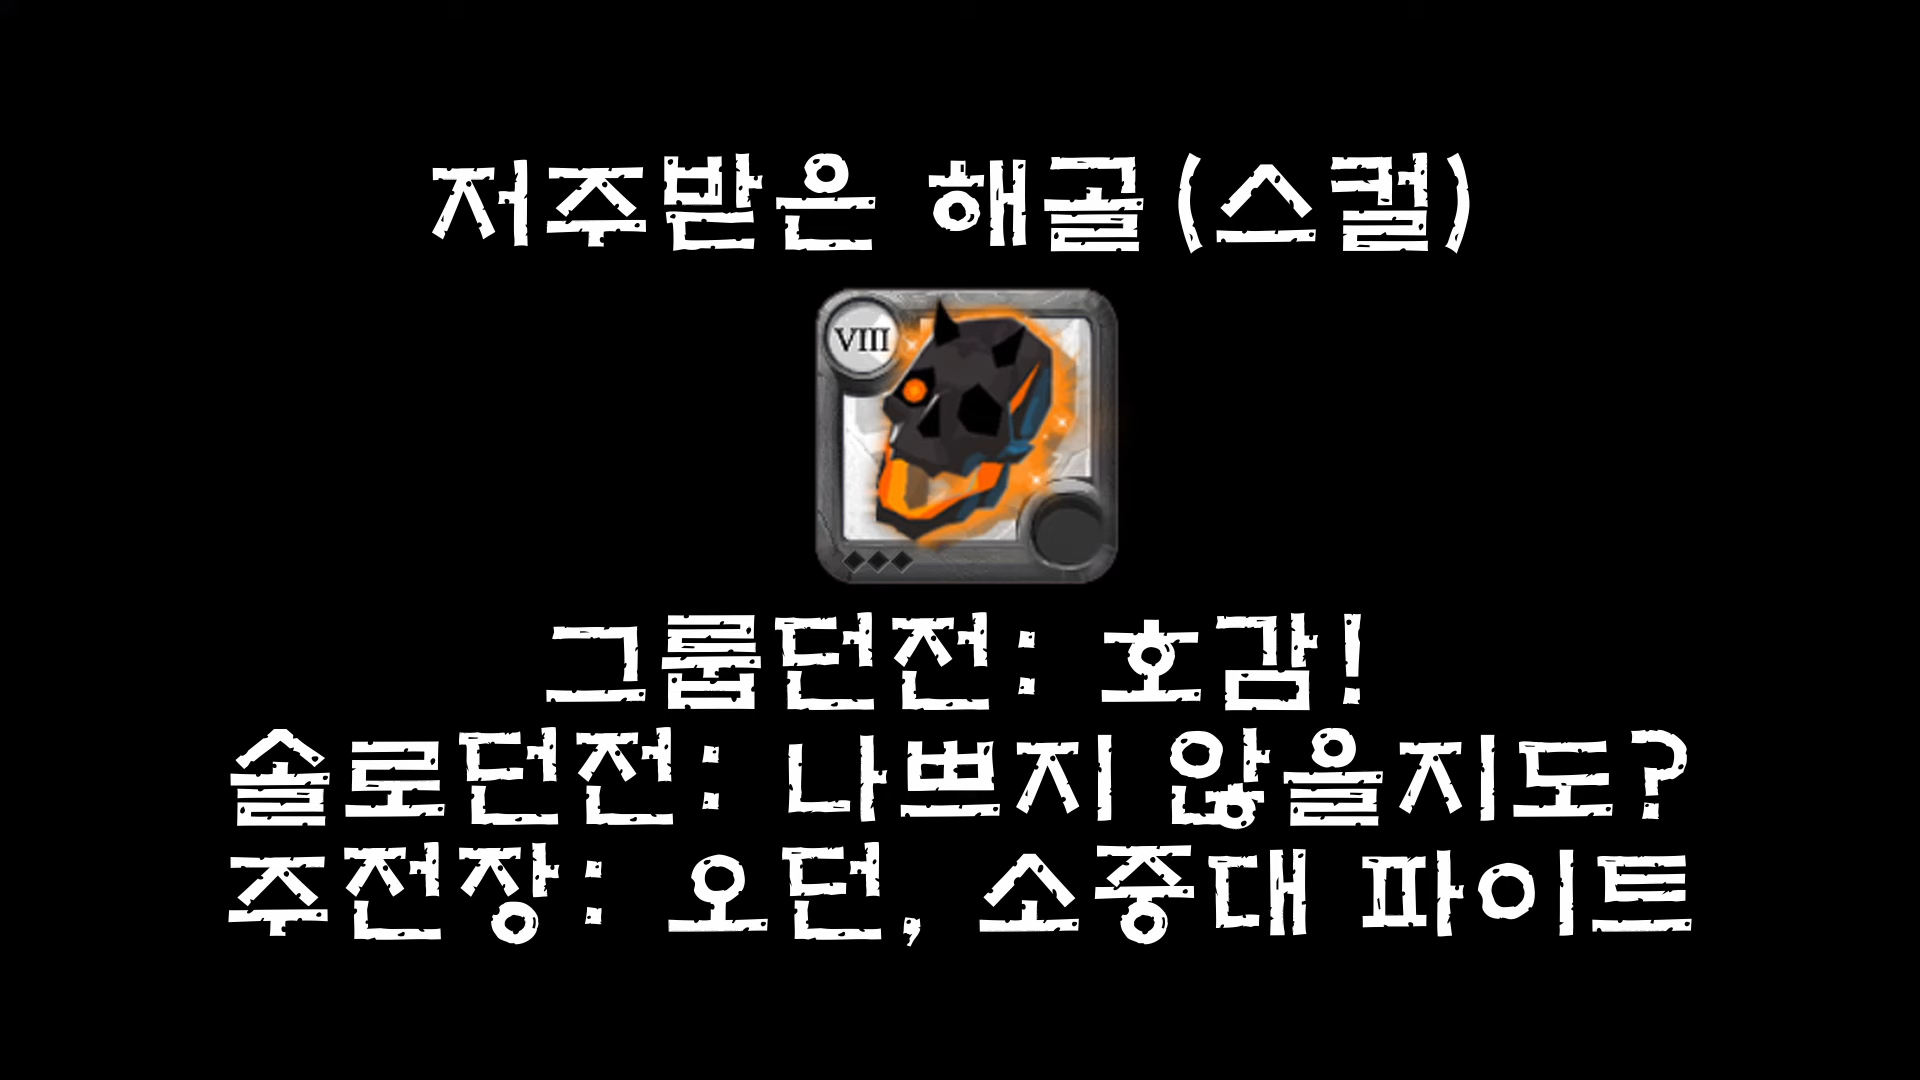 저주받은 해골(스컬)
VIII
그룹던전: 호감!
솔로던전: 나쁘지 않을지도?
주전장: 오던, 소중대 파이트